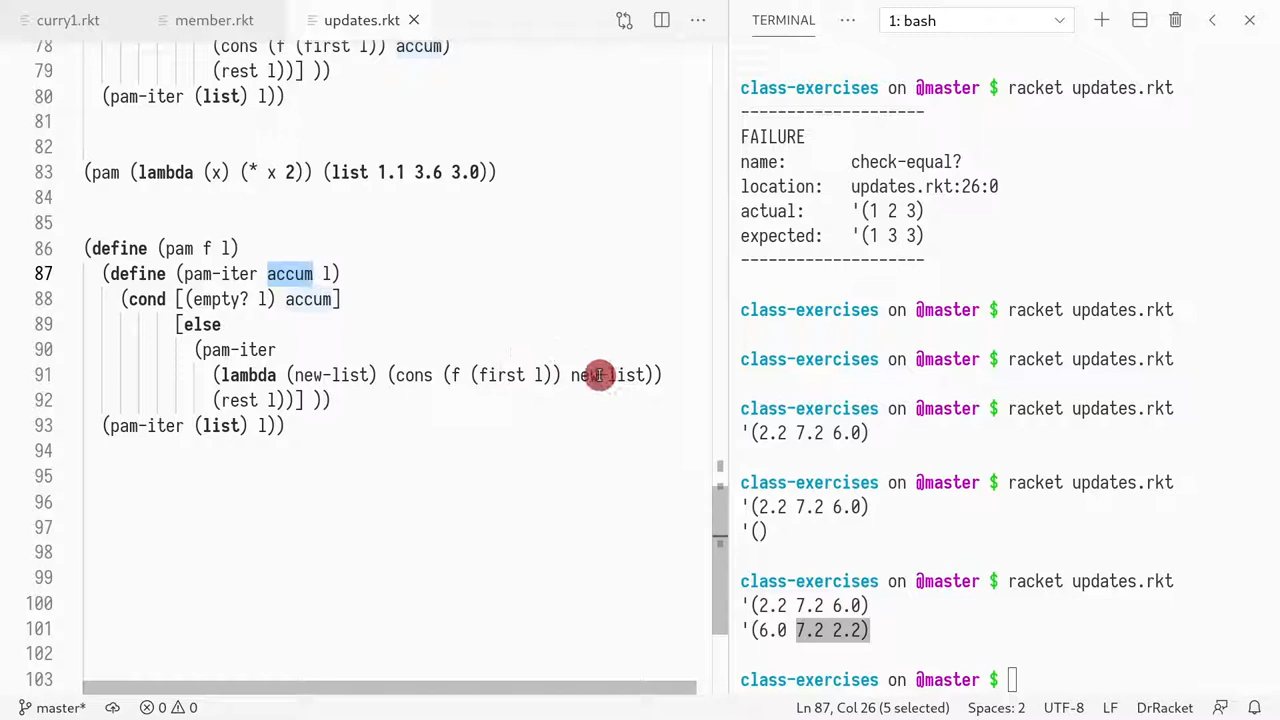 curry1.rkt member.rkt updates.rkt
TERMINAL 1: bash
78 (cons (f (first l)) accum)
79 (rest l))] ))
80 (pam-iter (list) l))
81
82
83 (pam (lambda (x) (* x 2)) (list 1.1 3.6 3.0))
84
85
86 (define (pam f l)
87 (define (pam-iter accum l)
88 (cond [(empty? l) accum]
89 [else
90 (pam-iter
91 (lambda (new-list) (cons (f (first l)) new-list))
92 (rest l))] ))
93 (pam-iter (list) l))
94
95
96
97
98
99
100
101
102
103
class-exercises on @master $ racket updates.rkt
--------------------
FAILURE
name: check-equal?
location: updates.rkt:26:0
actual: '(1 2 3)
expected: '(1 3 3)
--------------------
class-exercises on @master $ racket updates.rkt
class-exercises on @master $ racket updates.rkt
class-exercises on @master $ racket updates.rkt
'(2.2 7.2 6.0)
class-exercises on @master $ racket updates.rkt
'(2.2 7.2 6.0)
'()
class-exercises on @master $ racket updates.rkt
'(2.2 7.2 6.0)
'(6.0 7.2 2.2)
class-exercises on @master $
master* 0 0 Ln 87, Col 26 (5 selected) Spaces: 2 UTF-8 LF DrRacket